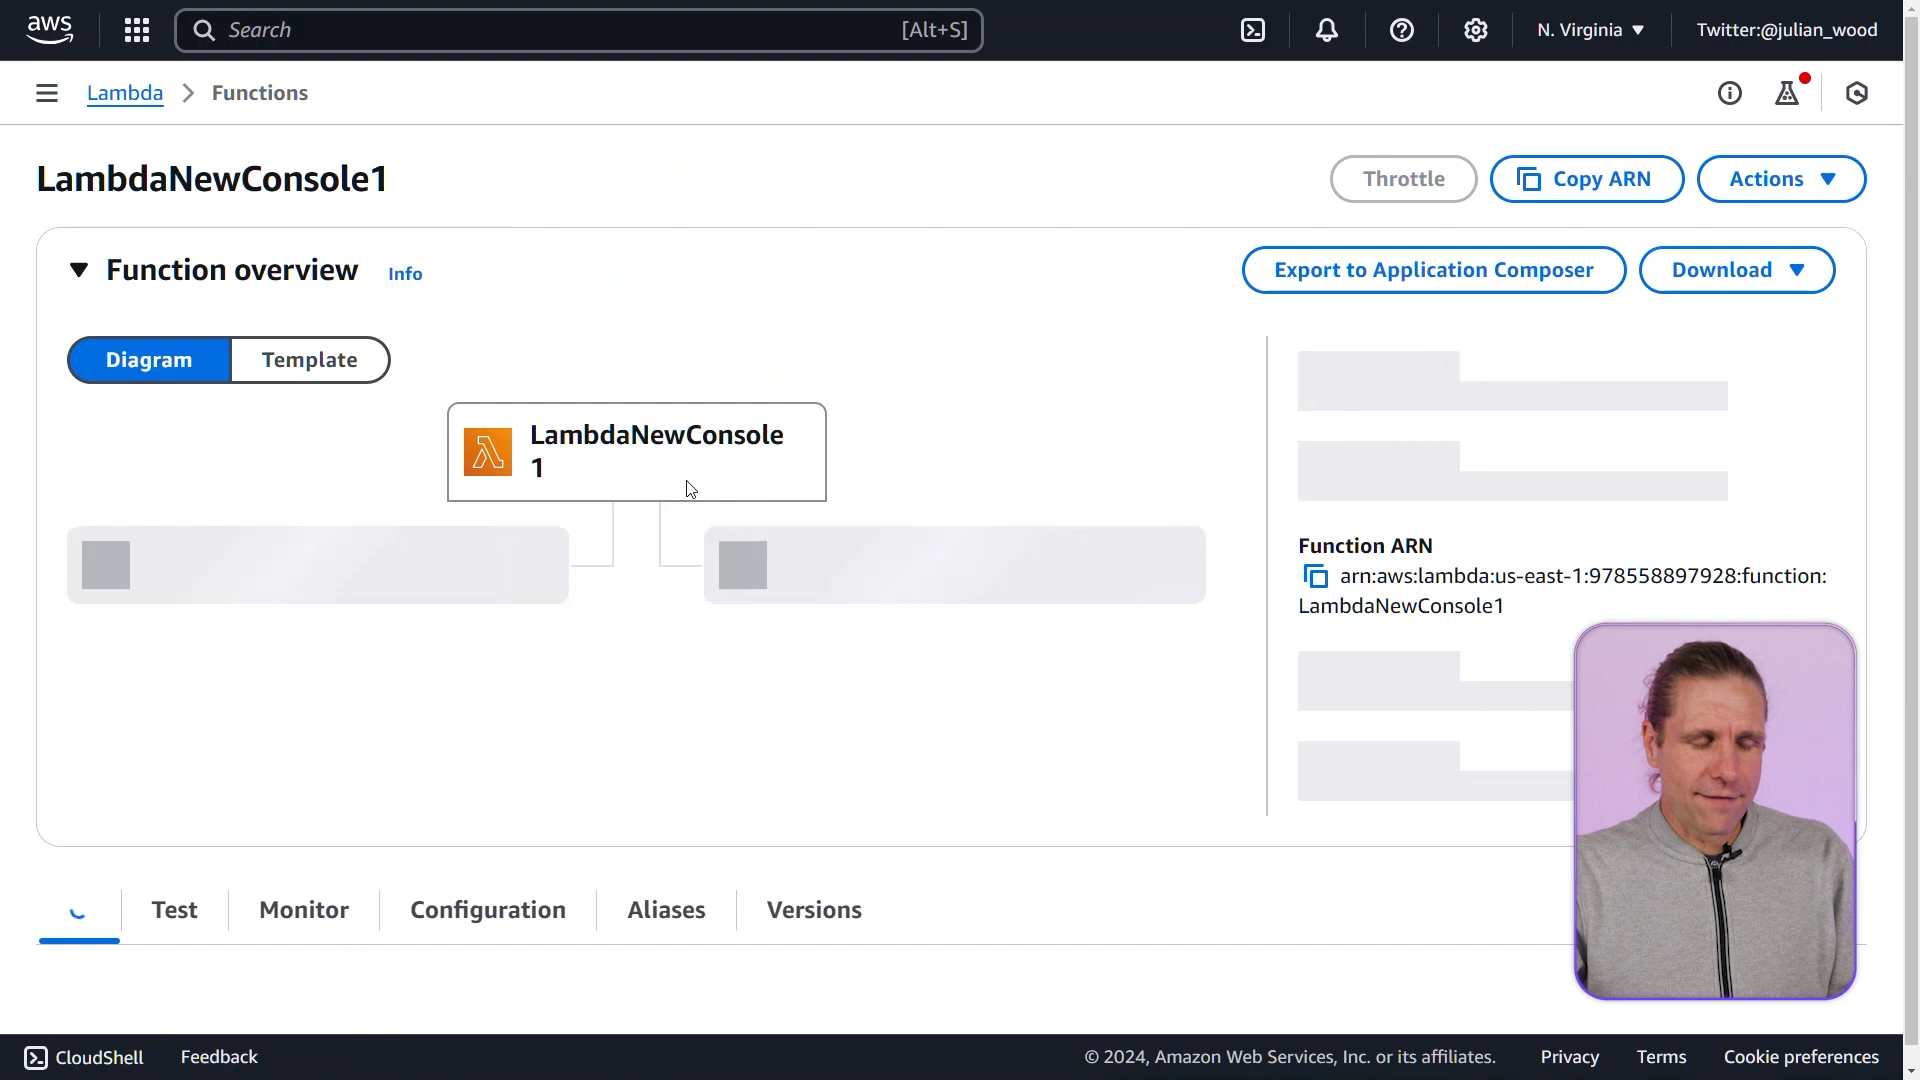 aws
Search
[Alt+S]
N. Virginia
Twitter:@julian_wood
Lambda
Functions
LambdaNewConsole1
Throttle
Copy ARN
Actions
Function overview
Info
Export to Application Composer
Download
Diagram
Template
LambdaNewConsole
1
Function ARN
arn:aws:lambda:us-east-1:978558897928:function:
LambdaNewConsole1
Test
Monitor
Configuration
Aliases
Versions
CloudShell
Feedback
© 2024, Amazon Web Services, Inc. or its affiliates.
Privacy
Terms
Cookie preferences